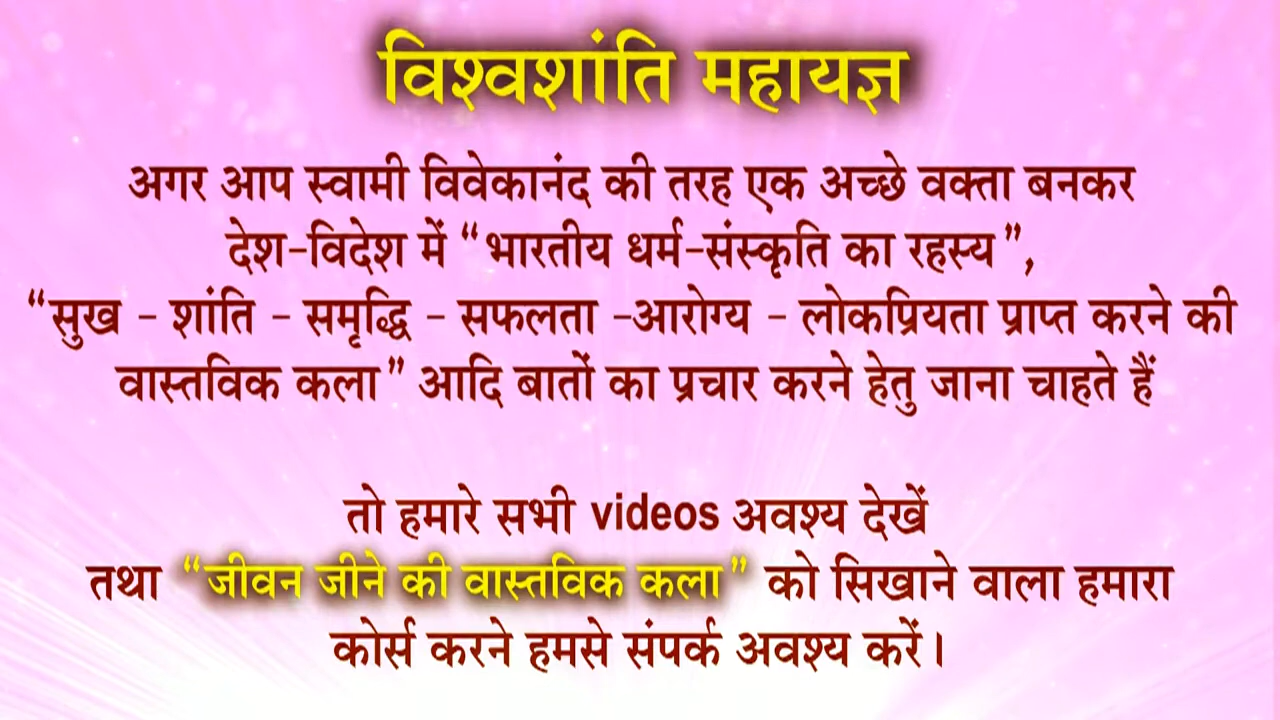 विश्वशांति महायज्ञ
अगर आप स्वामी विवेकानंद की तरह एक अच्छे वक्ता बनकर
देश-विदेश में “भारतीय धर्म-संस्कृति का रहस्य”,
“सुख - शांति - समृद्धि - सफलता -आरोग्य - लोकप्रियता प्राप्त करने की
वास्तविक कला” आदि बातों का प्रचार करने हेतु जाना चाहते हैं
तो हमारे सभी videos अवश्य देखें
तथा “जीवन जीने की वास्तविक कला” को सिखाने वाला हमारा
कोर्स करने हमसे संपर्क अवश्य करें।